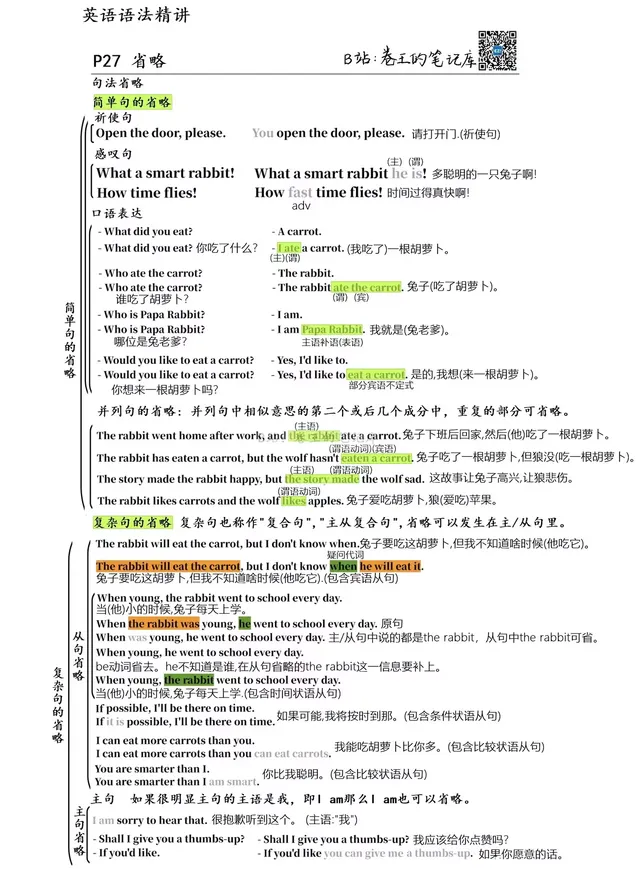 英语语法精讲
P27 省略
B站:卷王的笔记库
句法省略
简单句的省略
祈使句
Open the door, please. You open the door, please. 请打开门.(祈使句)
感叹句
(主) (谓)
What a smart rabbit! What a smart rabbit he is! 多聪明的一只兔子啊!
How time flies! How fast time flies! 时间过得真快啊!
adv
口语表达
- What did you eat? - A carrot.
- What did you eat? 你吃了什么? - I ate a carrot. (我吃了)一根胡萝卜。
(主)(谓)
- Who ate the carrot? - The rabbit.
- Who ate the carrot? - The rabbit ate the carrot. 兔子(吃了胡萝卜)。
谁吃了胡萝卜? (谓) (宾)
- Who is Papa Rabbit? - I am.
- Who is Papa Rabbit? - I am Papa Rabbit. 我就是(兔老爹)。
哪位是兔老爹? 主语补语(表语)
- Would you like to eat a carrot? - Yes, I'd like to.
- Would you like to eat a carrot? - Yes, I'd like to eat a carrot. 是的,我想(来一根胡萝卜)。
你想来一根胡萝卜吗? 部分宾语不定式
简单句的省略
并列句的省略: 并列句中相似意思的第二个或后几个成分中, 重复的部分可省略。
(主语)
The rabbit went home after work, and the rabbit ate a carrot. 兔子下班后回家,然后(他)吃了一根胡萝卜。
(谓语动词)(宾语)
The rabbit has eaten a carrot, but the wolf hasn't eaten a carrot. 兔子吃了一根胡萝卜,但狼没(吃一根胡萝卜)。
(主语) (谓语动词)
The story made the rabbit happy, but the story made the wolf sad. 这故事让兔子高兴,让狼悲伤。
(谓语动词)
The rabbit likes carrots and the wolf likes apples. 兔子爱吃胡萝卜,狼(爱吃)苹果。
复杂句的省略 复杂句也称作"复合句","主从复合句",省略可以发生在主/从句里。
The rabbit will eat the carrot, but I don't know when.兔子要吃这胡萝卜,但我不知道啥时候(他吃它)。
疑问代词
The rabbit will eat the carrot, but I don't know when he will eat it.
兔子要吃这胡萝卜,但我不知道啥时候(他吃它).(包含宾语从句)
When young, the rabbit went to school every day.
当(他)小的时候,兔子每天上学。
When the rabbit was young, he went to school every day. 原句
When was young, he went to school every day. 主/从句中说的都是the rabbit, 从句中the rabbit可省。
When young, he went to school every day.
be动词省去。he不知道是谁,在从句省略的the rabbit这一信息要补上。
When young, the rabbit went to school every day.
当(他)小的时候,兔子每天上学.(包含时间状语从句)
If possible, I'll be there on time.
If it is possible, I'll be there on time. 如果可能,我将按时到那。(包含条件状语从句)
I can eat more carrots than you.
I can eat more carrots than you can eat carrots. 我能吃胡萝卜比你多。(包含比较状语从句)
You are smarter than I.
You are smarter than I am smart. 你比我聪明。(包含比较状语从句)
从句省略
复杂句的省略
主句 如果很明显主句的主语是我, 即I am那么I am也可以省略。
I am sorry to hear that. 很抱歉听到这个。 (主语:"我")
- Shall I give you a thumbs-up? - Shall I give you a thumbs-up? 我应该给你点赞吗?
- If you'd like. - If you'd like you can give me a thumbs-up. 如果你愿意的话。
主句省略